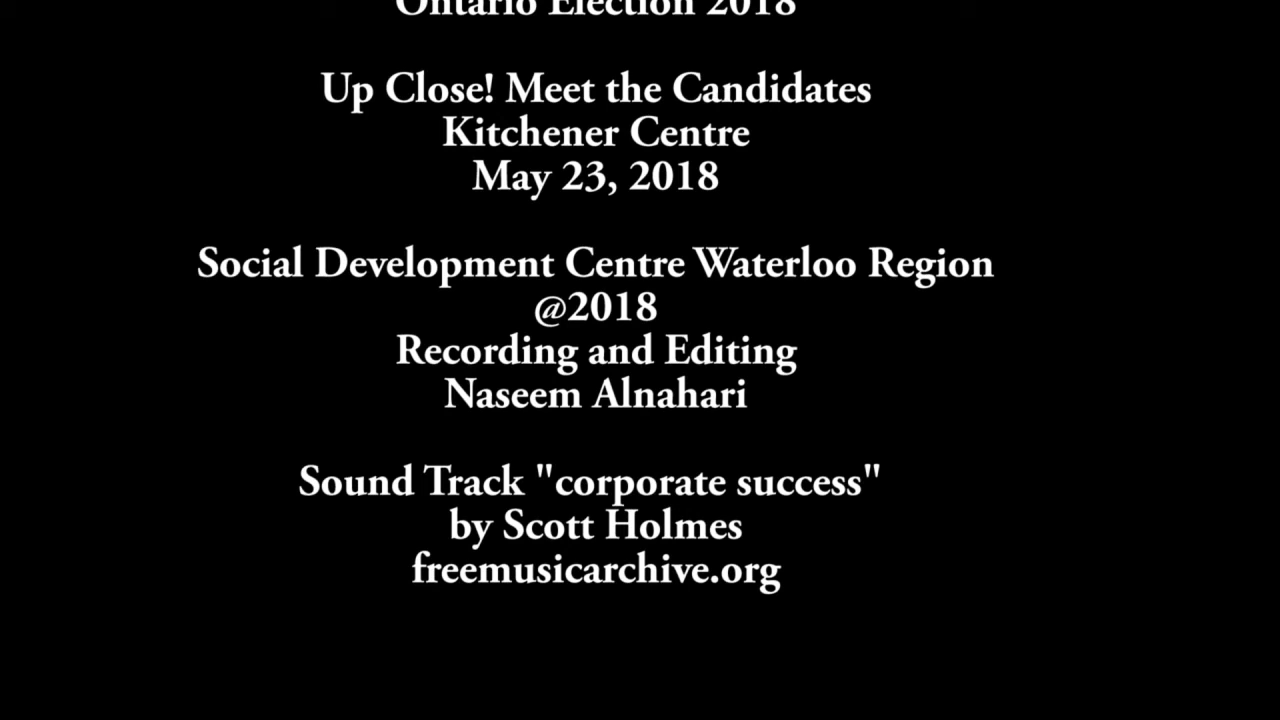 Ontario Election 2018
Up Close! Meet the Candidates
Kitchener Centre
May 23, 2018
Social Development Centre Waterloo Region
@2018
Recording and Editing
Naseem Alnahari
Sound Track "corporate success"
by Scott Holmes
freemusicarchive.org